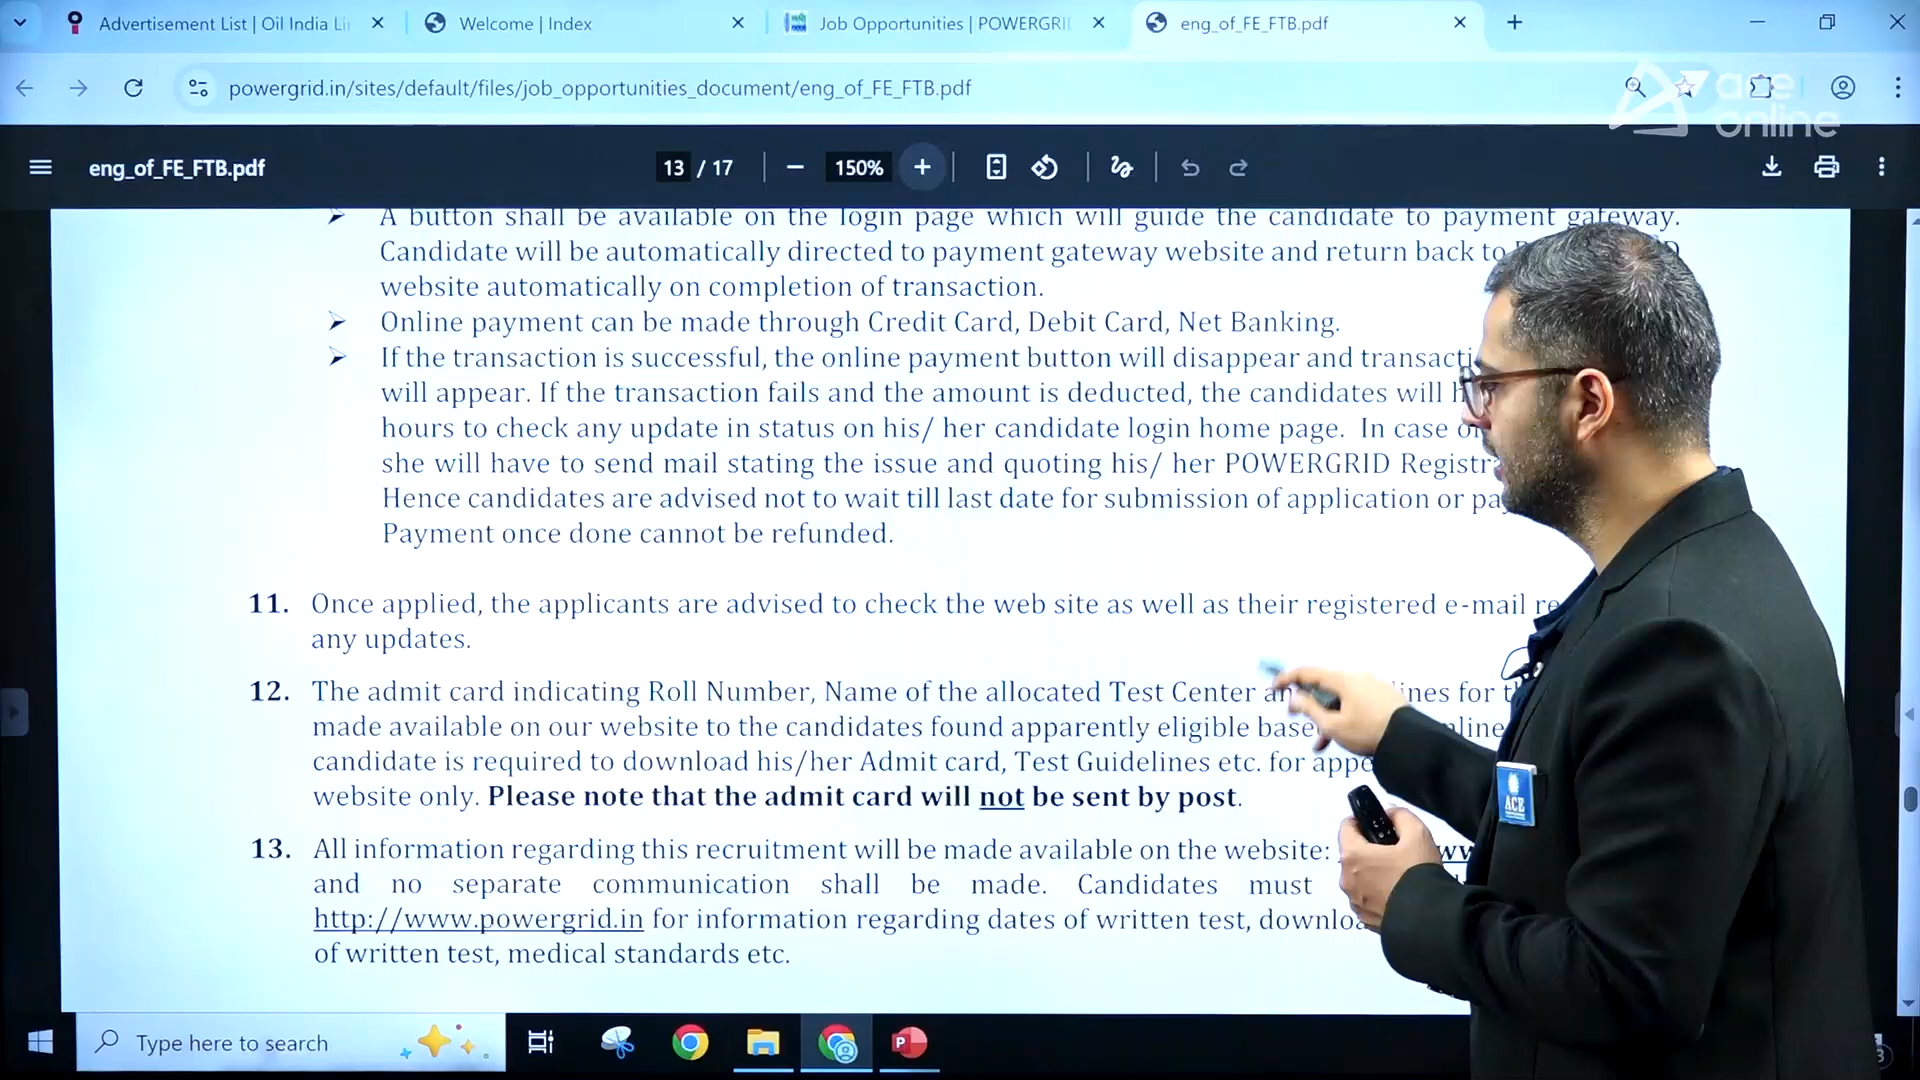 Advertisement List | Oil India Li
Welcome | Index
Job Opportunities | POWERGRI
eng_of_FE_FTB.pdf
powergrid.in/sites/default/files/job_opportunities_document/eng_of_FE_FTB.pdf
ace
online
eng_of_FE_FTB.pdf
13 / 17
150%
➢ A button shall be available on the login page which will guide the candidate to payment gateway.
Candidate will be automatically directed to payment gateway website and return back to
website automatically on completion of transaction.
➢ Online payment can be made through Credit Card, Debit Card, Net Banking.
➢ If the transaction is successful, the online payment button will disappear and
will appear. If the transaction fails and the amount is deducted, the candidates will
hours to check any update in status on his/ her candidate login home page. In case
she will have to send mail stating the issue and quoting his/ her POWERGRID
Hence candidates are advised not to wait till last date for submission of application or
Payment once done cannot be refunded.
11. Once applied, the applicants are advised to check the web site as well as their registered e-mail
any updates.
12. The admit card indicating Roll Number, Name of the allocated Test Center for
made available on our website to the candidates found apparently eligible
candidate is required to download his/her Admit card, Test Guidelines etc. for
website only. Please note that the admit card will not be sent by post.
13. All information regarding this recruitment will be made available on the website:
and no separate communication shall be made. Candidates must
http://www.powergrid.in for information regarding dates of written test,
of written test, medical standards etc.
ACE
Type here to search